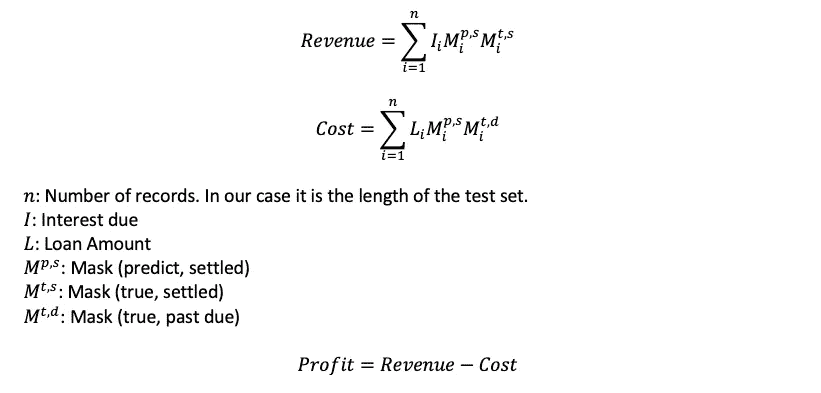 Revenue = ∑_{i=1}^{n} I_i M_i^{p,s} M_i^{t,s}
Cost = ∑_{i=1}^{n} L_i M_i^{p,s} M_i^{t,d}
n: Number of records. In our case it is the length of the test set.
I: Interest due
L: Loan Amount
M^{p,s}: Mask (predict, settled)
M^{t,s}: Mask (true, settled)
M^{t,d}: Mask (true, past due)
Profit = Revenue − Cost